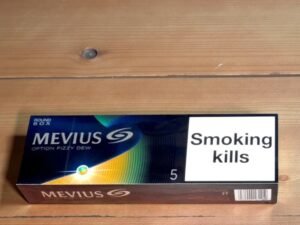 ROUND
BOX
MEVIUS
OPTION FIZZY DEW
5
Smoking
kills
MEVIUS